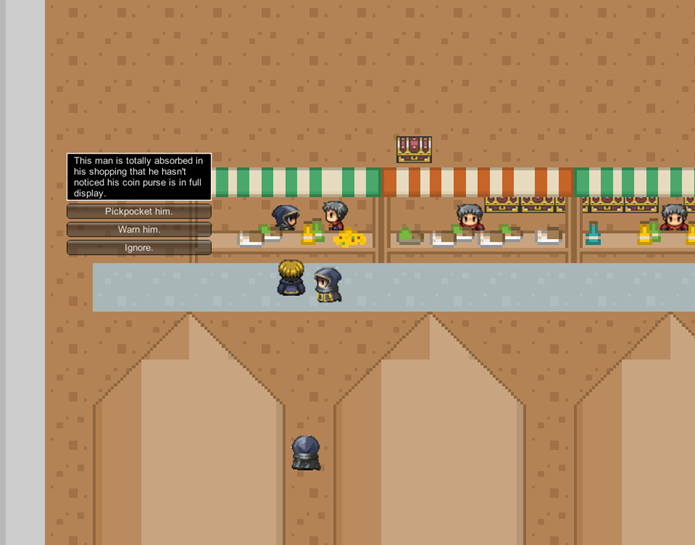 This man is totally absorbed in
his shopping that he hasn't
noticed his coin purse is in full
display.
Pickpocket him.
Warn him.
Ignore.